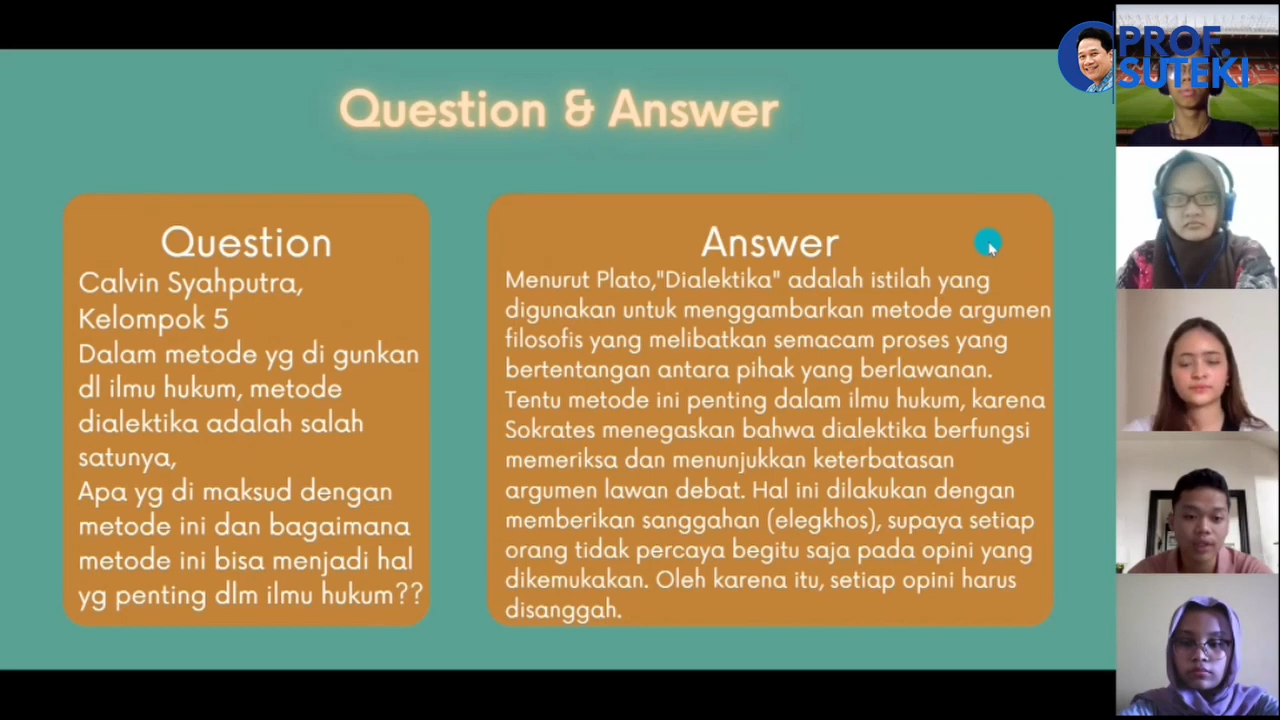 PROF.
SUTEKI
Question & Answer
Question
Calvin Syahputra,
Kelompok 5
Dalam metode yg di gunkan
dl ilmu hukum, metode
dialektika adalah salah
satunya,
Apa yg di maksud dengan
metode ini dan bagaimana
metode ini bisa menjadi hal
yg penting dlm ilmu hukum??
Answer
Menurut Plato,"Dialektika" adalah istilah yang
digunakan untuk menggambarkan metode argumen
filosofis yang melibatkan semacam proses yang
bertentangan antara pihak yang berlawanan.
Tentu metode ini penting dalam ilmu hukum, karena
Sokrates menegaskan bahwa dialektika berfungsi
memeriksa dan menunjukkan keterbatasan
argumen lawan debat. Hal ini dilakukan dengan
memberikan sanggahan (elegkhos), supaya setiap
orang tidak percaya begitu saja pada opini yang
dikemukakan. Oleh karena itu, setiap opini harus
disanggah.